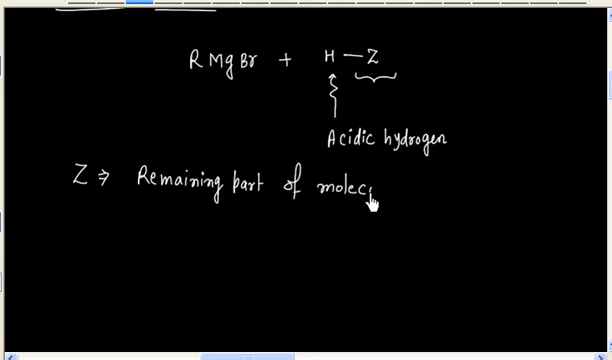 RMgBr + H—Z
Acidic hydrogen
Z ⇒ Remaining part of molec